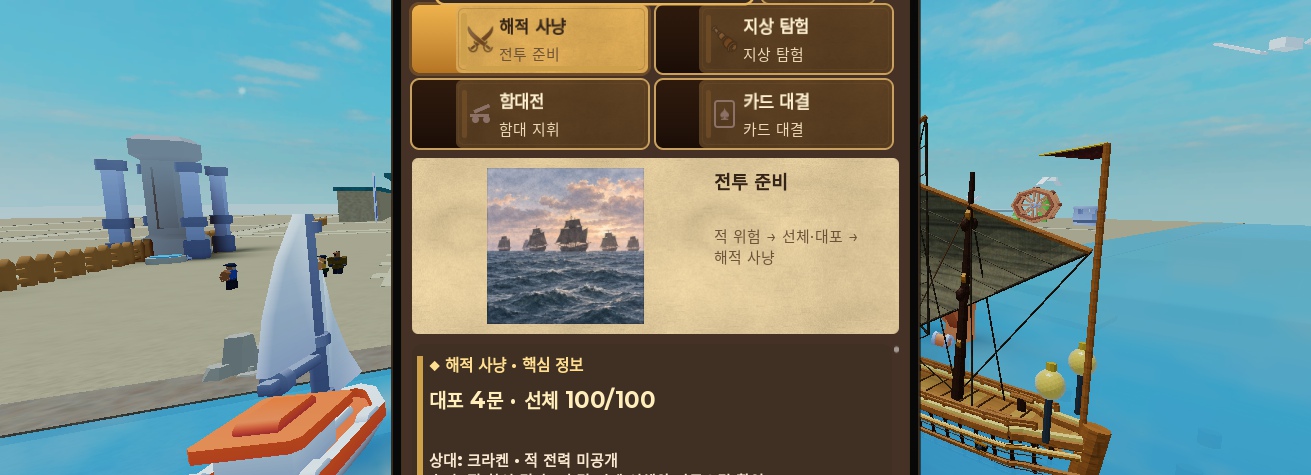 해적 사냥
전투 준비
지상 탐험
지상 탐험
함대전
함대 지휘
카드 대결
카드 대결
전투 준비
적 위험 → 선체·대포 →
해적 사냥
◆ 해적 사냥 • 핵심 정보
대포 4문 • 선체 100/100
상대: 크라켄 • 적 전력 미공개